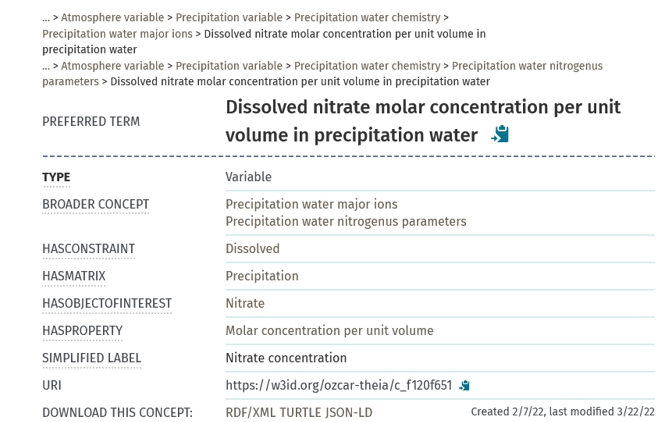 ... > Atmosphere variable > Precipitation variable > Precipitation water chemistry >
Precipitation water major ions > Dissolved nitrate molar concentration per unit volume in
precipitation water
... > Atmosphere variable > Precipitation variable > Precipitation water chemistry > Precipitation water nitrogenus
parameters > Dissolved nitrate molar concentration per unit volume in precipitation water
PREFERRED TERM
Dissolved nitrate molar concentration per unit
volume in precipitation water
TYPE Variable
BROADER CONCEPT Precipitation water major ions
Precipitation water nitrogenus parameters
HASCONSTRAINT Dissolved
HASMATRIX Precipitation
HASOBJECTOFINTEREST Nitrate
HASPROPERTY Molar concentration per unit volume
SIMPLIFIED LABEL Nitrate concentration
URI https://w3id.org/ozcar-theia/c_f120f651
DOWNLOAD THIS CONCEPT: RDF/XML TURTLE JSON-LD Created 2/7/22, last modified 3/22/22